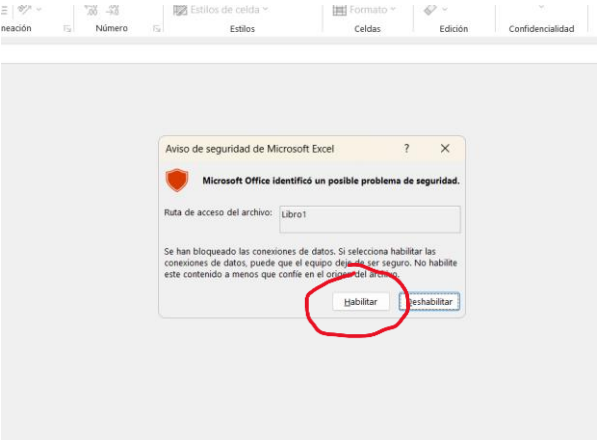 Estilos de celda
Formato
neación
Número
Estilos
Celdas
Edición
Confidencialidad
Aviso de seguridad de Microsoft Excel
?
Microsoft Office identificó un posible problema de seguridad.
Ruta de acceso del archivo:
Libro1
Se han bloqueado las conexiones de datos. Si selecciona habilitar las
conexiones de datos, puede que el equipo deje de ser seguro. No habilite
este contenido a menos que confíe en el origen del archivo.
Habilitar
Deshabilitar